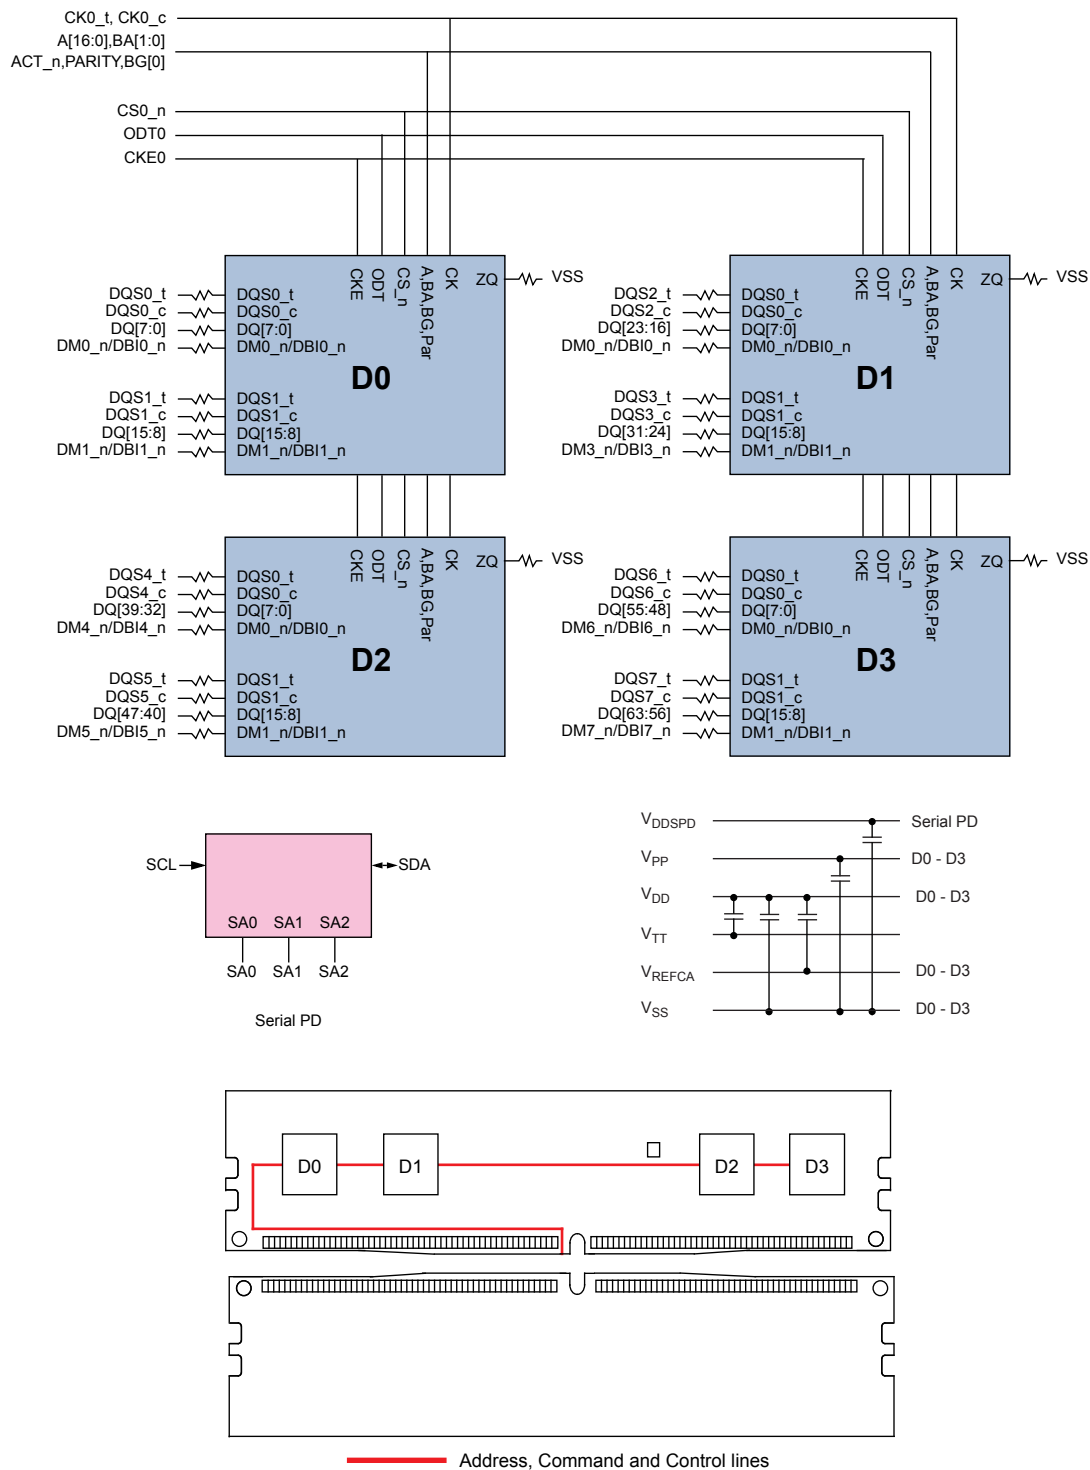 CK0_t, CK0_c
A[16:0],BA[1:0]
ACT_n,PARITY,BG[0]
CS0_n
ODT0
CKE0
CKE
ODT
CS_n
A,BA,BG,Par
CK
ZQ
VSS
DQS0_t
DQS0_c
DQ[7:0]
DM0_n/DBI0_n
DQS0_t
DQS0_c
DQ[7:0]
DM0_n/DBI0_n
D0
DQS1_t
DQS1_c
DQ[15:8]
DM1_n/DBI1_n
DQS1_t
DQS1_c
DQ[15:8]
DM1_n/DBI1_n
CKE
ODT
CS_n
A,BA,BG,Par
CK
ZQ
VSS
DQS2_t
DQS2_c
DQ[23:16]
DM0_n/DBI0_n
DQS0_t
DQS0_c
DQ[7:0]
DM0_n/DBI0_n
D1
DQS3_t
DQS3_c
DQ[31:24]
DM3_n/DBI3_n
DQS1_t
DQS1_c
DQ[15:8]
DM1_n/DBI1_n
CKE
ODT
CS_n
A,BA,BG,Par
CK
ZQ
VSS
DQS4_t
DQS4_c
DQ[39:32]
DM4_n/DBI4_n
DQS0_t
DQS0_c
DQ[7:0]
DM0_n/DBI0_n
D2
DQS5_t
DQS5_c
DQ[47:40]
DM5_n/DBI5_n
DQS1_t
DQS1_c
DQ[15:8]
DM1_n/DBI1_n
CKE
ODT
CS_n
A,BA,BG,Par
CK
ZQ
VSS
DQS6_t
DQS6_c
DQ[55:48]
DM6_n/DBI6_n
DQS0_t
DQS0_c
DQ[7:0]
DM0_n/DBI0_n
D3
DQS7_t
DQS7_c
DQ[63:56]
DM7_n/DBI7_n
DQS1_t
DQS1_c
DQ[15:8]
DM1_n/DBI1_n
SCL
SDA
SA0 SA1 SA2
SA0 SA1 SA2
Serial PD
VDDSPD Serial PD
VPP D0 - D3
VDD D0 - D3
VTT
VREFCA D0 - D3
VSS D0 - D3
D0 D1 D2 D3
Address, Command and Control lines